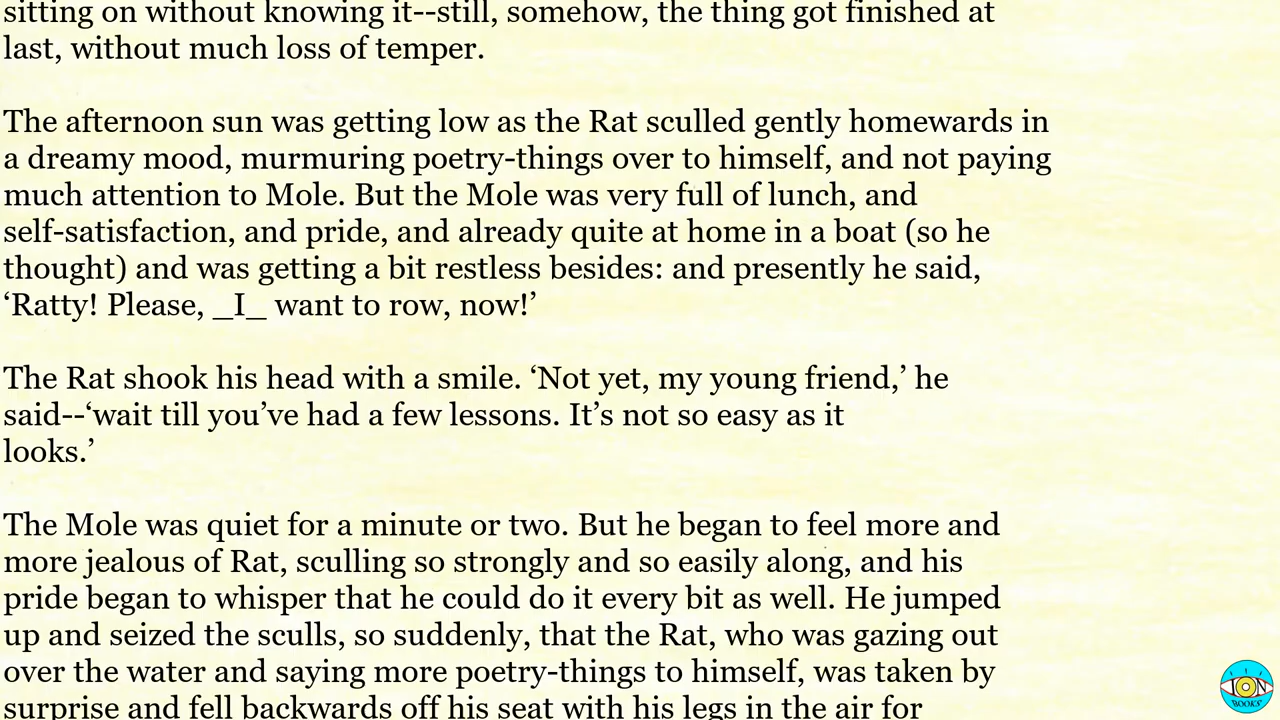 sitting on without knowing it--still, somehow, the thing got finished at
last, without much loss of temper.
The afternoon sun was getting low as the Rat sculled gently homewards in
a dreamy mood, murmuring poetry-things over to himself, and not paying
much attention to Mole. But the Mole was very full of lunch, and
self-satisfaction, and pride, and already quite at home in a boat (so he
thought) and was getting a bit restless besides: and presently he said,
‘Ratty! Please, _I_ want to row, now!’
The Rat shook his head with a smile. ‘Not yet, my young friend,’ he
said--‘wait till you’ve had a few lessons. It’s not so easy as it
looks.’
The Mole was quiet for a minute or two. But he began to feel more and
more jealous of Rat, sculling so strongly and so easily along, and his
pride began to whisper that he could do it every bit as well. He jumped
up and seized the sculls, so suddenly, that the Rat, who was gazing out
over the water and saying more poetry-things to himself, was taken by
surprise and fell backwards off his seat with his legs in the air for
ION
BOOKS